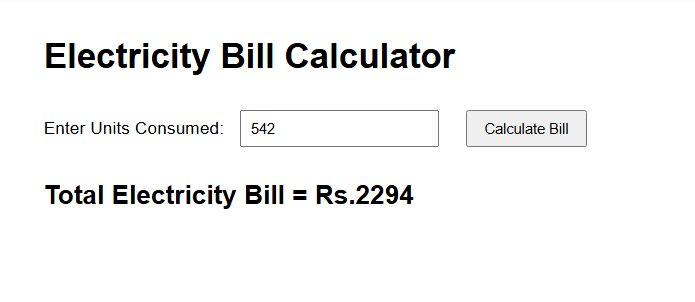 Electricity Bill Calculator
Enter Units Consumed: 542 Calculate Bill
Total Electricity Bill = Rs.2294